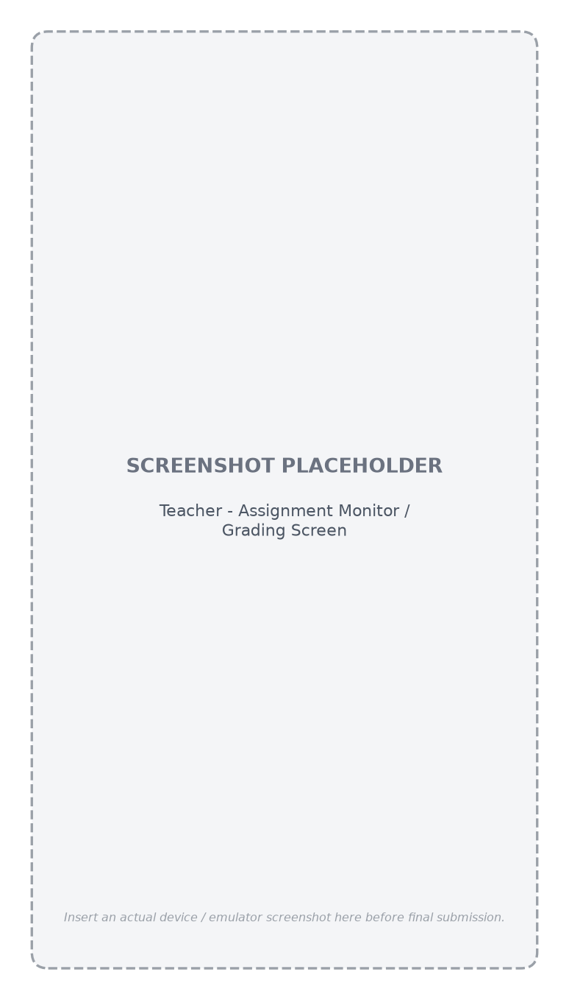 SCREENSHOT PLACEHOLDER
Teacher - Assignment Monitor /
Grading Screen
Insert an actual device / emulator screenshot here before final submission.